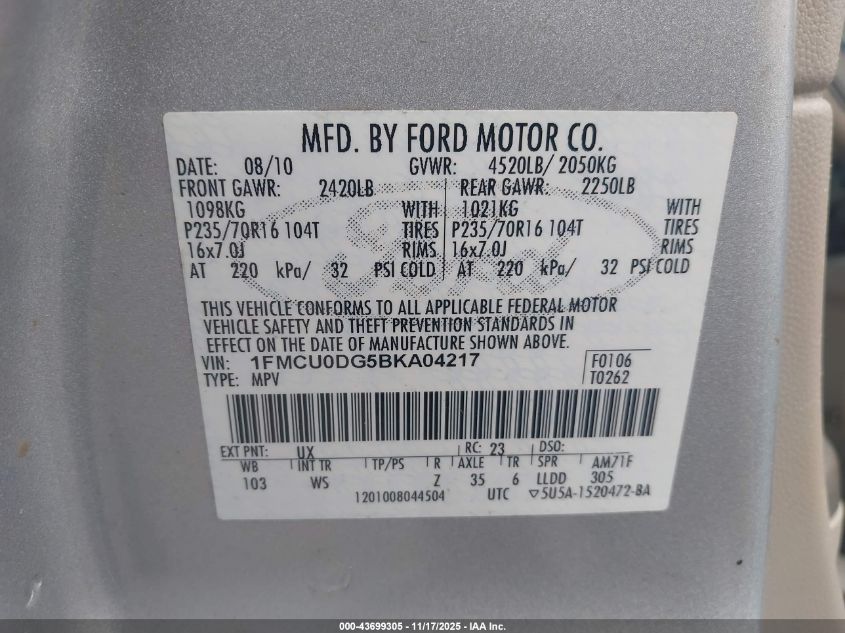 MFD. BY FORD MOTOR CO.
DATE: 08/10 GVWR: 4520LB/ 2050KG
FRONT GAWR: 2420LB REAR GAWR: 2250LB
1098KG WITH 1021KG WITH
P235/70R16 104T TIRES P235/70R16 104T TIRES
16x7.0J RIMS 16x7.0J RIMS
AT 220 kPa/ 32 PSI COLD AT 220 kPa/ 32 PSI COLD
Ford
THIS VEHICLE CONFORMS TO ALL APPLICABLE FEDERAL MOTOR
VEHICLE SAFETY AND THEFT PREVENTION STANDARDS IN
EFFECT ON THE DATE OF MANUFACTURE SHOWN ABOVE.
VIN: 1FMCU0DG5BKA04217 F0106
TYPE: MPV T0262
EXT PNT: UX RC: 23 DSO:
WB INT TR TP/PS R AXLE TR SPR AM71F
103 WS Z 35 6 LLDD 305
1201008044504 UTC ▽5U5A-1520472-BA
000-43699305 - 11/17/2025 - IAA Inc.